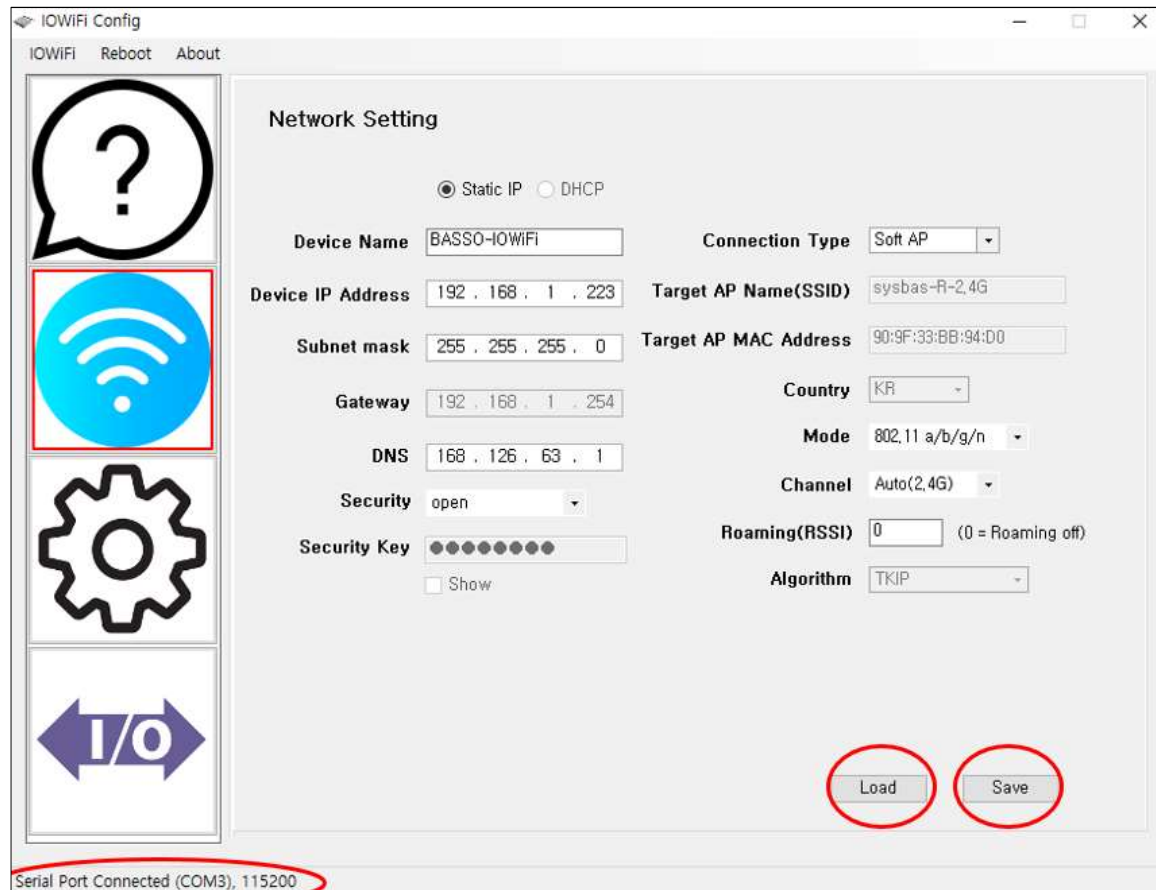 IOWiFi Config
IOWiFi Reboot About
?
Network Setting
Static IP DHCP
Device Name BASSO-IOWiFi Connection Type Soft AP
Device IP Address 192 . 168 . 1 . 223 Target AP Name(SSID) sysbas-R-2,4G
Subnet mask 255 . 255 . 255 . 0 Target AP MAC Address 90:9F:33:BB:94:D0
Gateway 192 . 168 . 1 . 254 Country KR
DNS 168 . 126 . 63 . 1 Mode 802,11 a/b/g/n
Security open Channel Auto(2,4G)
Security Key ●●●●●●●● Roaming(RSSI) 0 (0 = Roaming off)
Show Algorithm TKIP
I/O
Load Save
Serial Port Connected (COM3), 115200